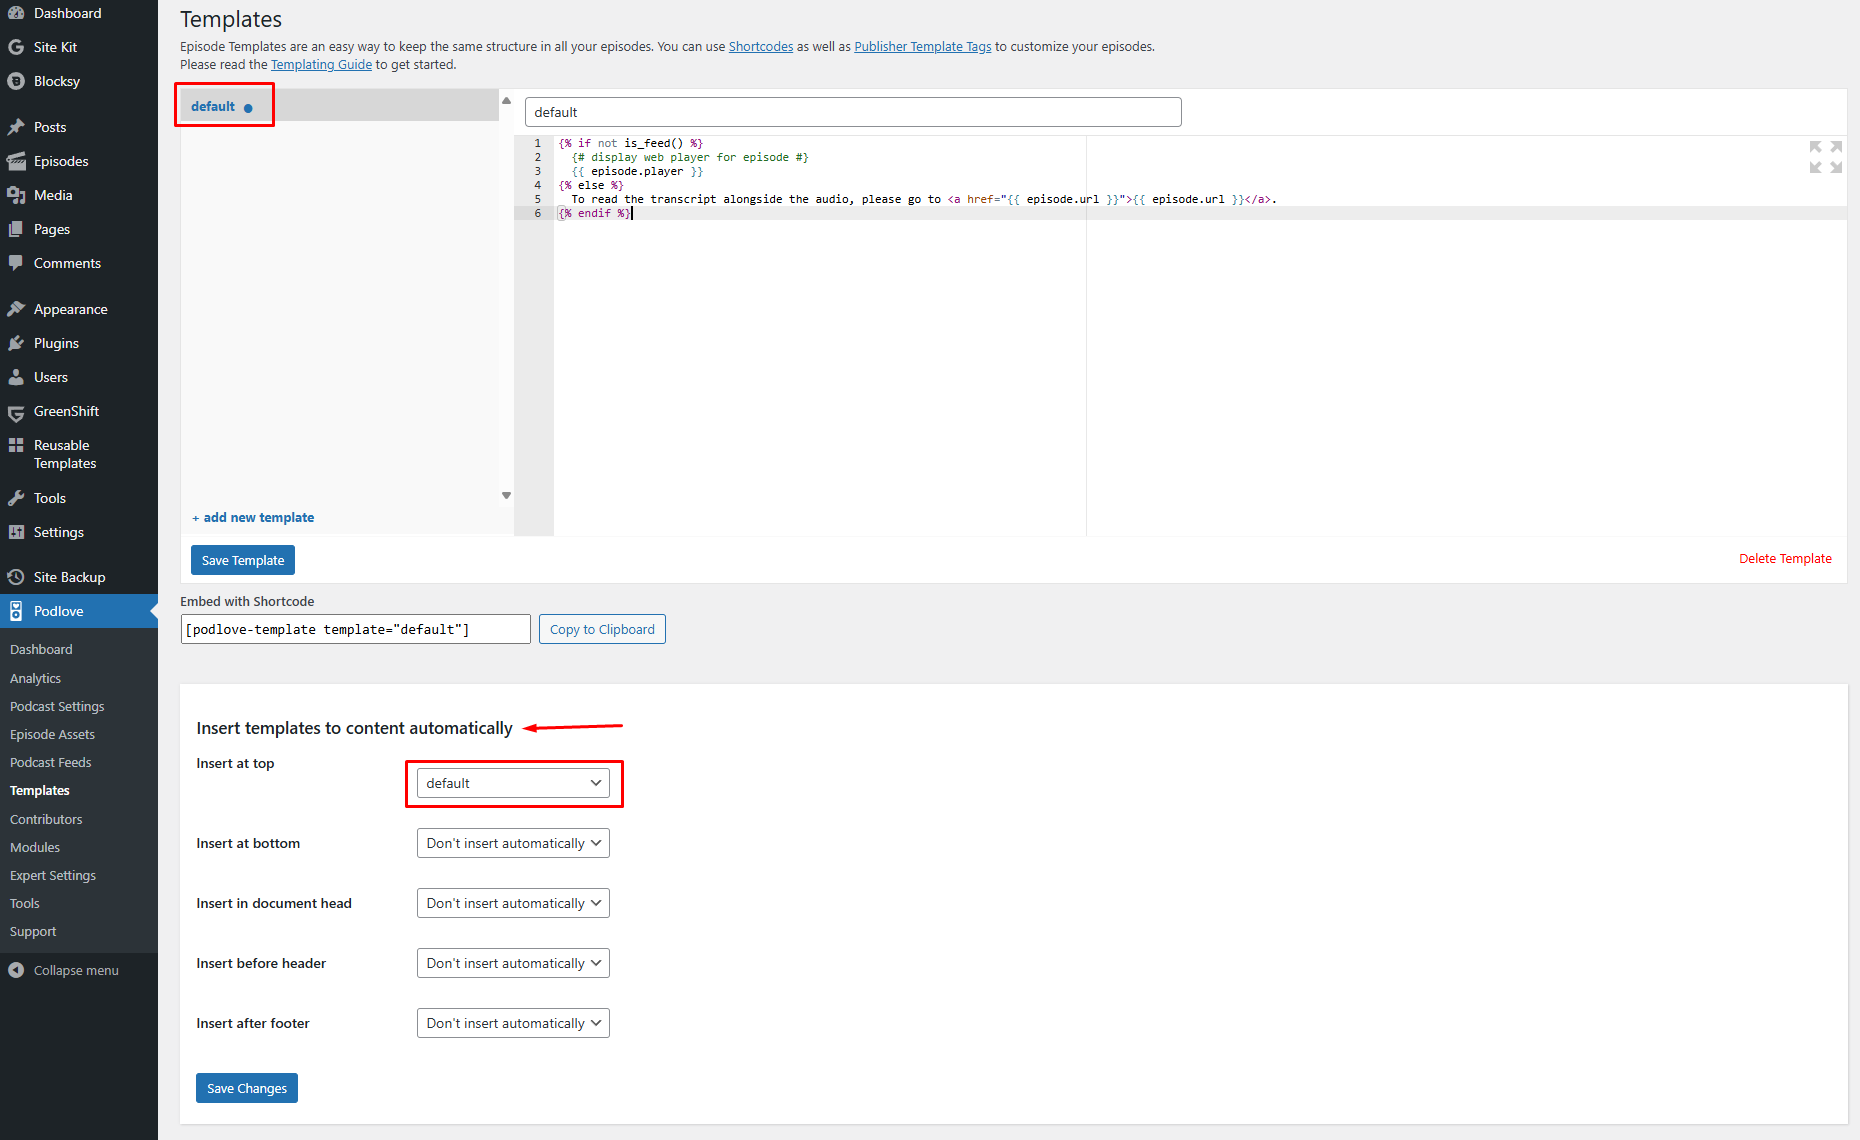 Dashboard
Site Kit
Blocksy
Posts
Episodes
Media
Pages
Comments
Appearance
Plugins
Users
GreenShift
Reusable
Templates
Tools
Settings
Site Backup
Podlove
Dashboard
Analytics
Podcast Settings
Episode Assets
Podcast Feeds
Templates
Contributors
Modules
Expert Settings
Tools
Support
Collapse menu
Templates
Episode Templates are an easy way to keep the same structure in all your episodes. You can use Shortcodes as well as Publisher Template Tags to customize your episodes.
Please read the Templating Guide to get started.
default
+ add new template
default
1 {% if not is_feed() %}
2 {# display web player for episode #}
3 {{ episode.player }}
4 {% else %}
5 To read the transcript alongside the audio, please go to <a href="{{ episode.url }}">{{ episode.url }}</a>.
6 {% endif %}
Save Template
Delete Template
Embed with Shortcode
[podlove-template template="default"]
Copy to Clipboard
Insert templates to content automatically
Insert at top
default
Insert at bottom
Don't insert automatically
Insert in document head
Don't insert automatically
Insert before header
Don't insert automatically
Insert after footer
Don't insert automatically
Save Changes